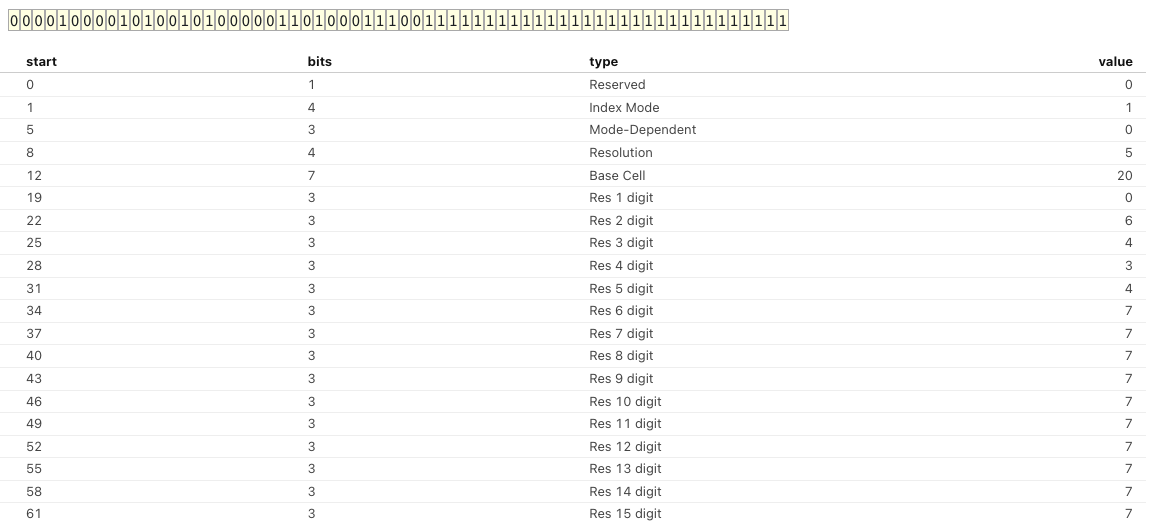 0000100001010010100000110100011100111111111111111111111111111111
start bits type value
0 1 Reserved 0
1 4 Index Mode 1
5 3 Mode-Dependent 0
8 4 Resolution 5
12 7 Base Cell 20
19 3 Res 1 digit 0
22 3 Res 2 digit 6
25 3 Res 3 digit 4
28 3 Res 4 digit 3
31 3 Res 5 digit 4
34 3 Res 6 digit 7
37 3 Res 7 digit 7
40 3 Res 8 digit 7
43 3 Res 9 digit 7
46 3 Res 10 digit 7
49 3 Res 11 digit 7
52 3 Res 12 digit 7
55 3 Res 13 digit 7
58 3 Res 14 digit 7
61 3 Res 15 digit 7